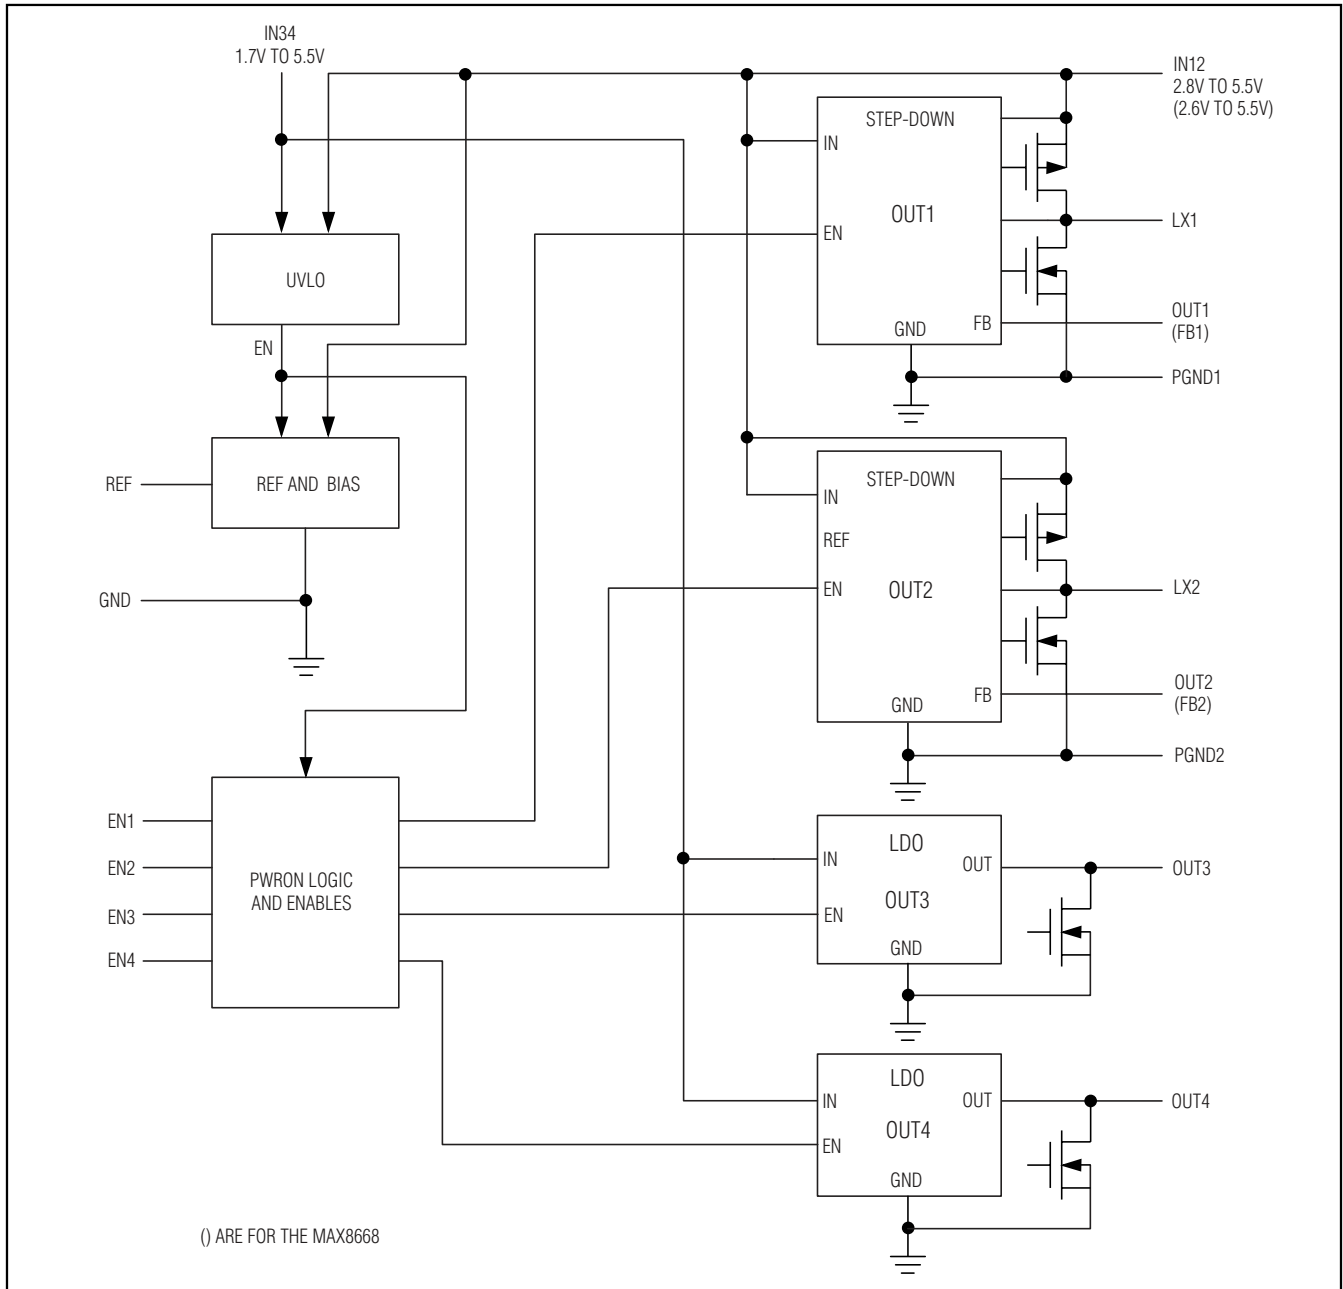 IN34
1.7V TO 5.5V
IN12
2.8V TO 5.5V
(2.6V TO 5.5V)
STEP-DOWN
IN
OUT1
EN
LX1
UVLO
OUT1
(FB1)
GND
FB
EN
PGND1
REF
REF AND BIAS
STEP-DOWN
IN
REF
EN
OUT2
LX2
GND
OUT2
(FB2)
FB
GND
PGND2
EN1
EN2
EN3
EN4
PWRON LOGIC
AND ENABLES
LDO
IN
OUT
OUT3
OUT3
EN
GND
LDO
IN
OUT
OUT4
OUT4
EN
GND
() ARE FOR THE MAX8668